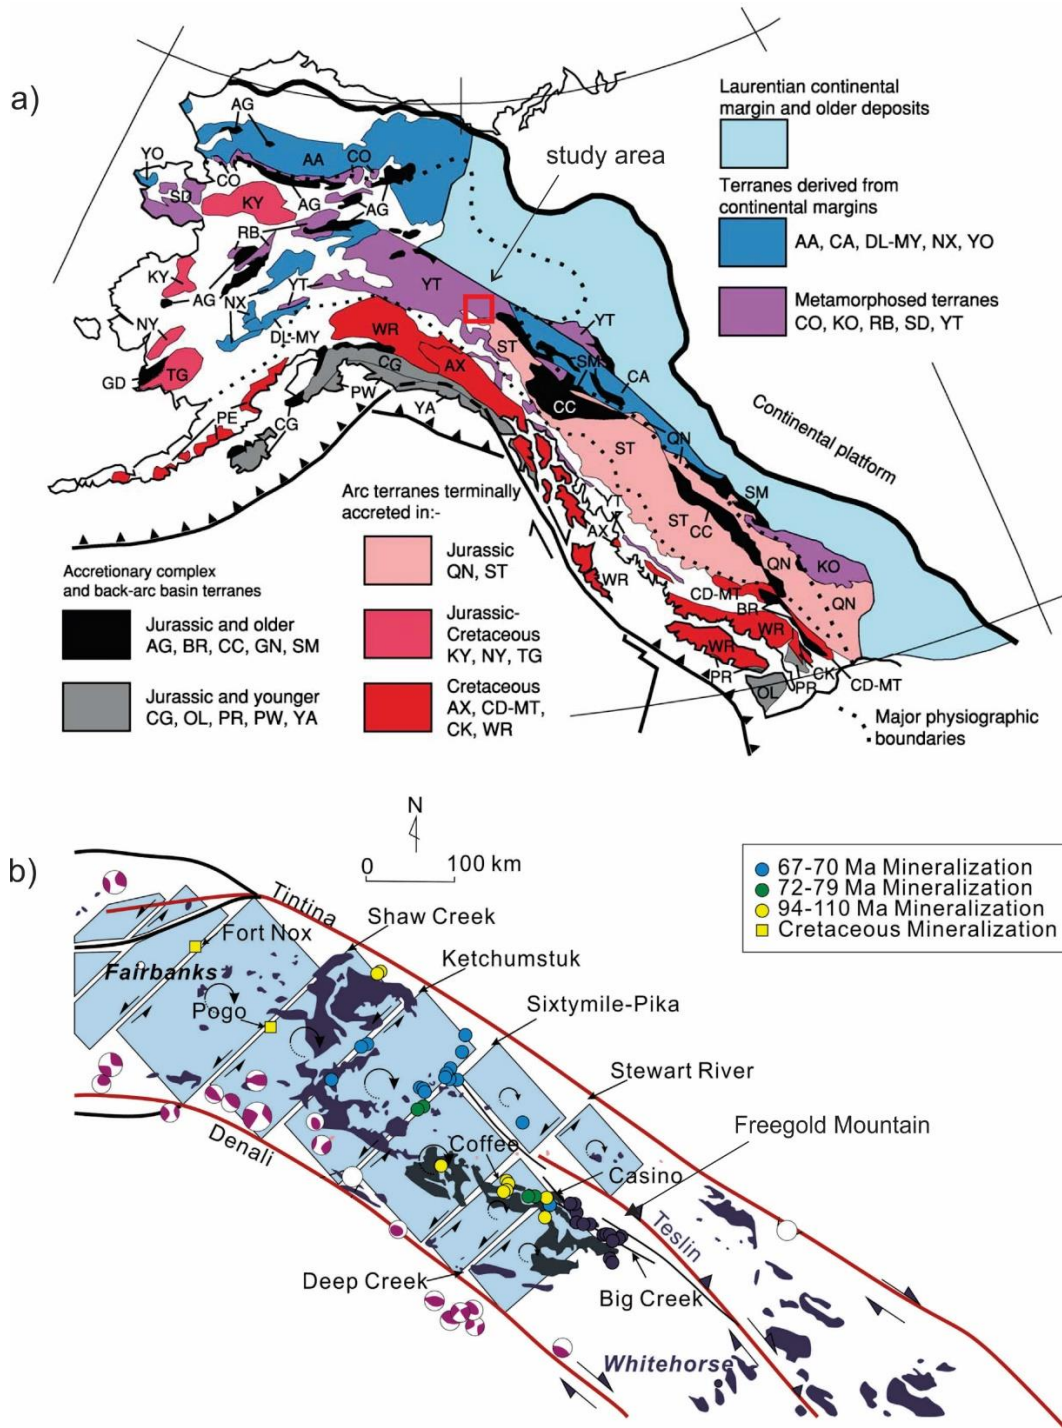 a)
Laurentian continental
margin and older deposits
Terranes derived from
continental margins
AA, CA, DL-MY, NX, YO
Metamorphosed terranes
CO, KO, RB, SD, YT
study area
AG
YO
CO
AA
CO
SD
KY
AG
AG
RB
YT
KY
AG
NX
YT
YT
NY
DL-MY
WR
ST
SM
GD
TG
CG
AX
CA
PE
CG
PW
YA
CC
QN
Continental platform
ST
SM
YT
ST
CC
AX
KO
WR
QN
CD-MT
QN
BR
WR
WR
PR
CK
PR
CD-MT
OL
Major physiographic
boundaries
Arc terranes terminally
accreted in:-
Jurassic
QN, ST
Jurassic-
Cretaceous
KY, NY, TG
Cretaceous
AX, CD-MT,
CK, WR
Accretionary complex
and back-arc basin terranes
Jurassic and older
AG, BR, CC, GN, SM
Jurassic and younger
CG, OL, PR, PW, YA
b)
N
0 100 km
67-70 Ma Mineralization
72-79 Ma Mineralization
94-110 Ma Mineralization
Cretaceous Mineralization
Tintina
Shaw Creek
Fort Nox
Ketchumstuk
Fairbanks
Sixtymile-Pika
Pogo
Stewart River
Freegold Mountain
Denali
Coffee
Casino
Teslin
Deep Creek
Big Creek
Whitehorse